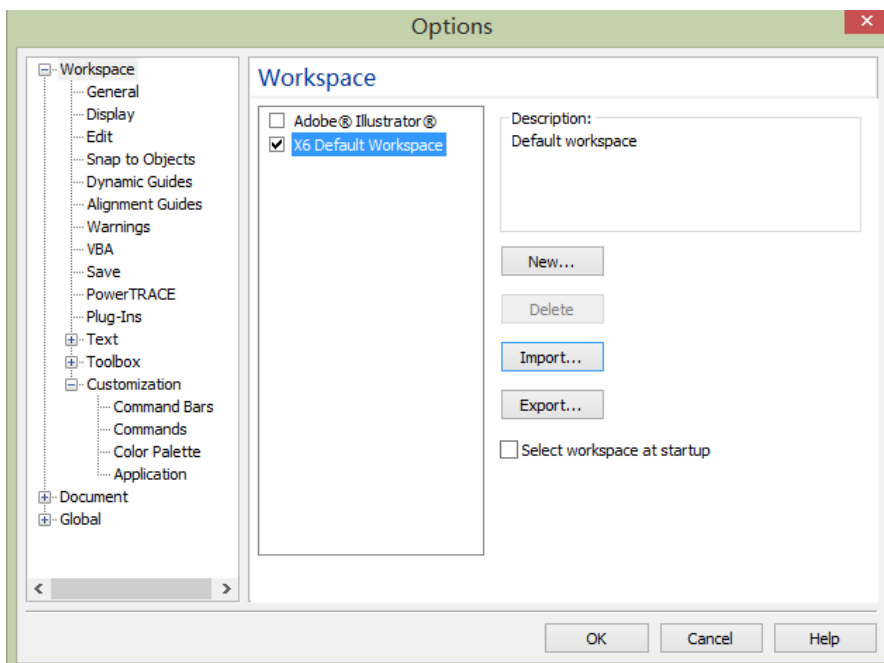 Options
Workspace
General
Display
Edit
Snap to Objects
Dynamic Guides
Alignment Guides
Warnings
VBA
Save
PowerTRACE
Plug-Ins
Text
Toolbox
Customization
Command Bars
Commands
Color Palette
Application
Document
Global
Workspace
Adobe® Illustrator®
X6 Default Workspace
Description:
Default workspace
New...
Delete
Import...
Export...
Select workspace at startup
OK Cancel Help